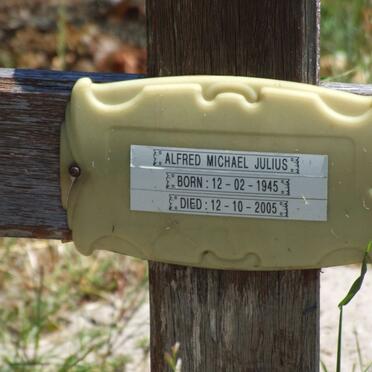 ALFRED MICHAEL JULIUS
BORN : 12 - 02 - 1945
DIED : 12 - 10 - 2005